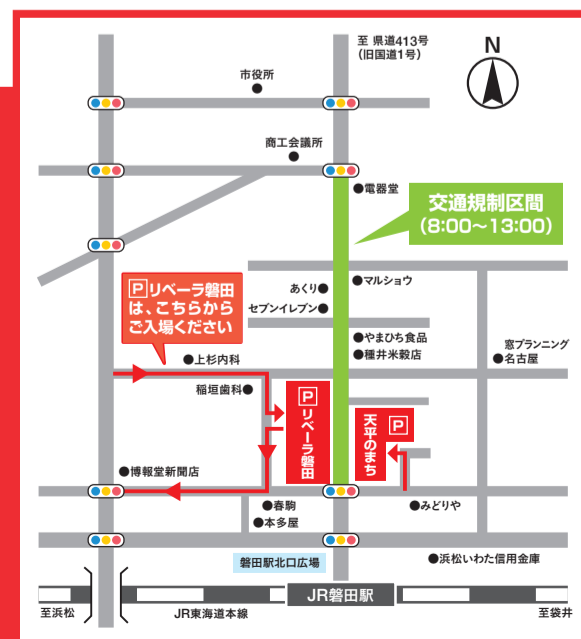 至 県道413号
(旧国道1号)
N
市役所
商工会議所
電器堂
交通規制区間
(8:00〜13:00)
Pリベーラ磐田
は、こちらから
ご入場ください
あくり
マルショウ
セブンイレブン
やまひち食品
種井米穀店
窓プランニング
名古屋
上杉内科
稲垣歯科
P
リベーラ磐田
P
天平のまち
博報堂新聞店
春駒
本多屋
みどりや
磐田駅北口広場
浜松いわた信用金庫
JR磐田駅
至浜松
JR東海道本線
至袋井